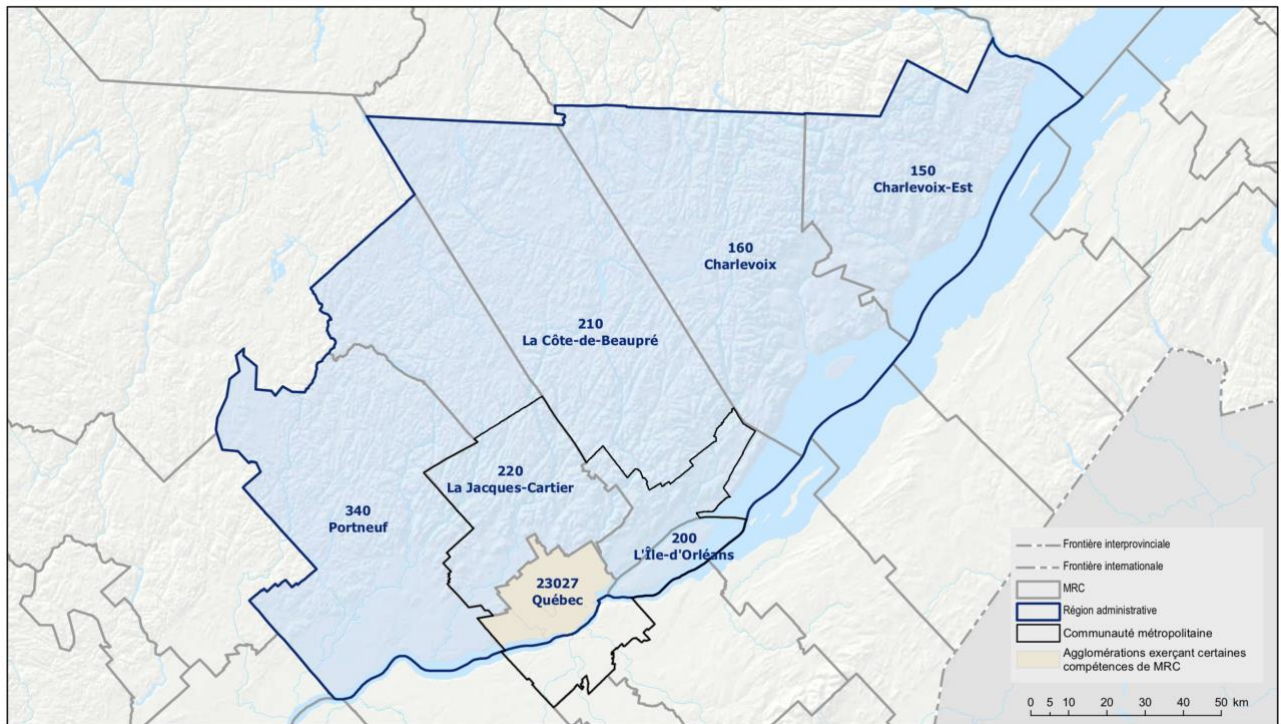 150
Charlevoix-Est
160
Charlevoix
210
La Côte-de-Beaupré
220
La Jacques-Cartier
340
Portneuf
200
L'Île-d'Orléans
23027
Québec
Frontière interprovinciale
Frontière internationale
MRC
Région administrative
Communauté métropolitaine
Agglomérations exerçant certaines
compétences de MRC
0 5 10 20 30 40 50 km